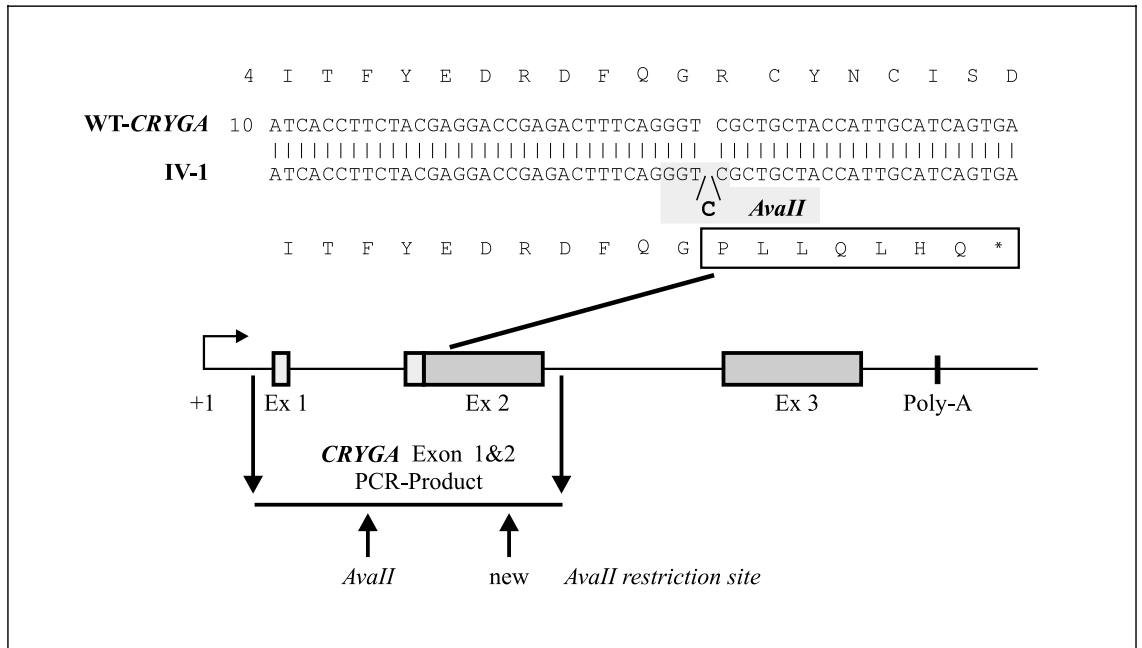 4 I T F Y E D R D F Q G R C Y N C I S D
WT-CRYGA 10 ATCACCTTCTACGAGGACCGAGACTTTCAGGGT CGCTGCTACCATTGCATCAGTGA
IV-1 ATCACCTTCTACGAGGACCGAGACTTTCAGGGT CGCTGCTACCATTGCATCAGTGA
C AvaII
I T F Y E D R D F Q G P L L Q L H Q *
+1 Ex 1 Ex 2 Ex 3 Poly-A
CRYGA Exon 1&2
PCR-Product
AvaII new AvaII restriction site